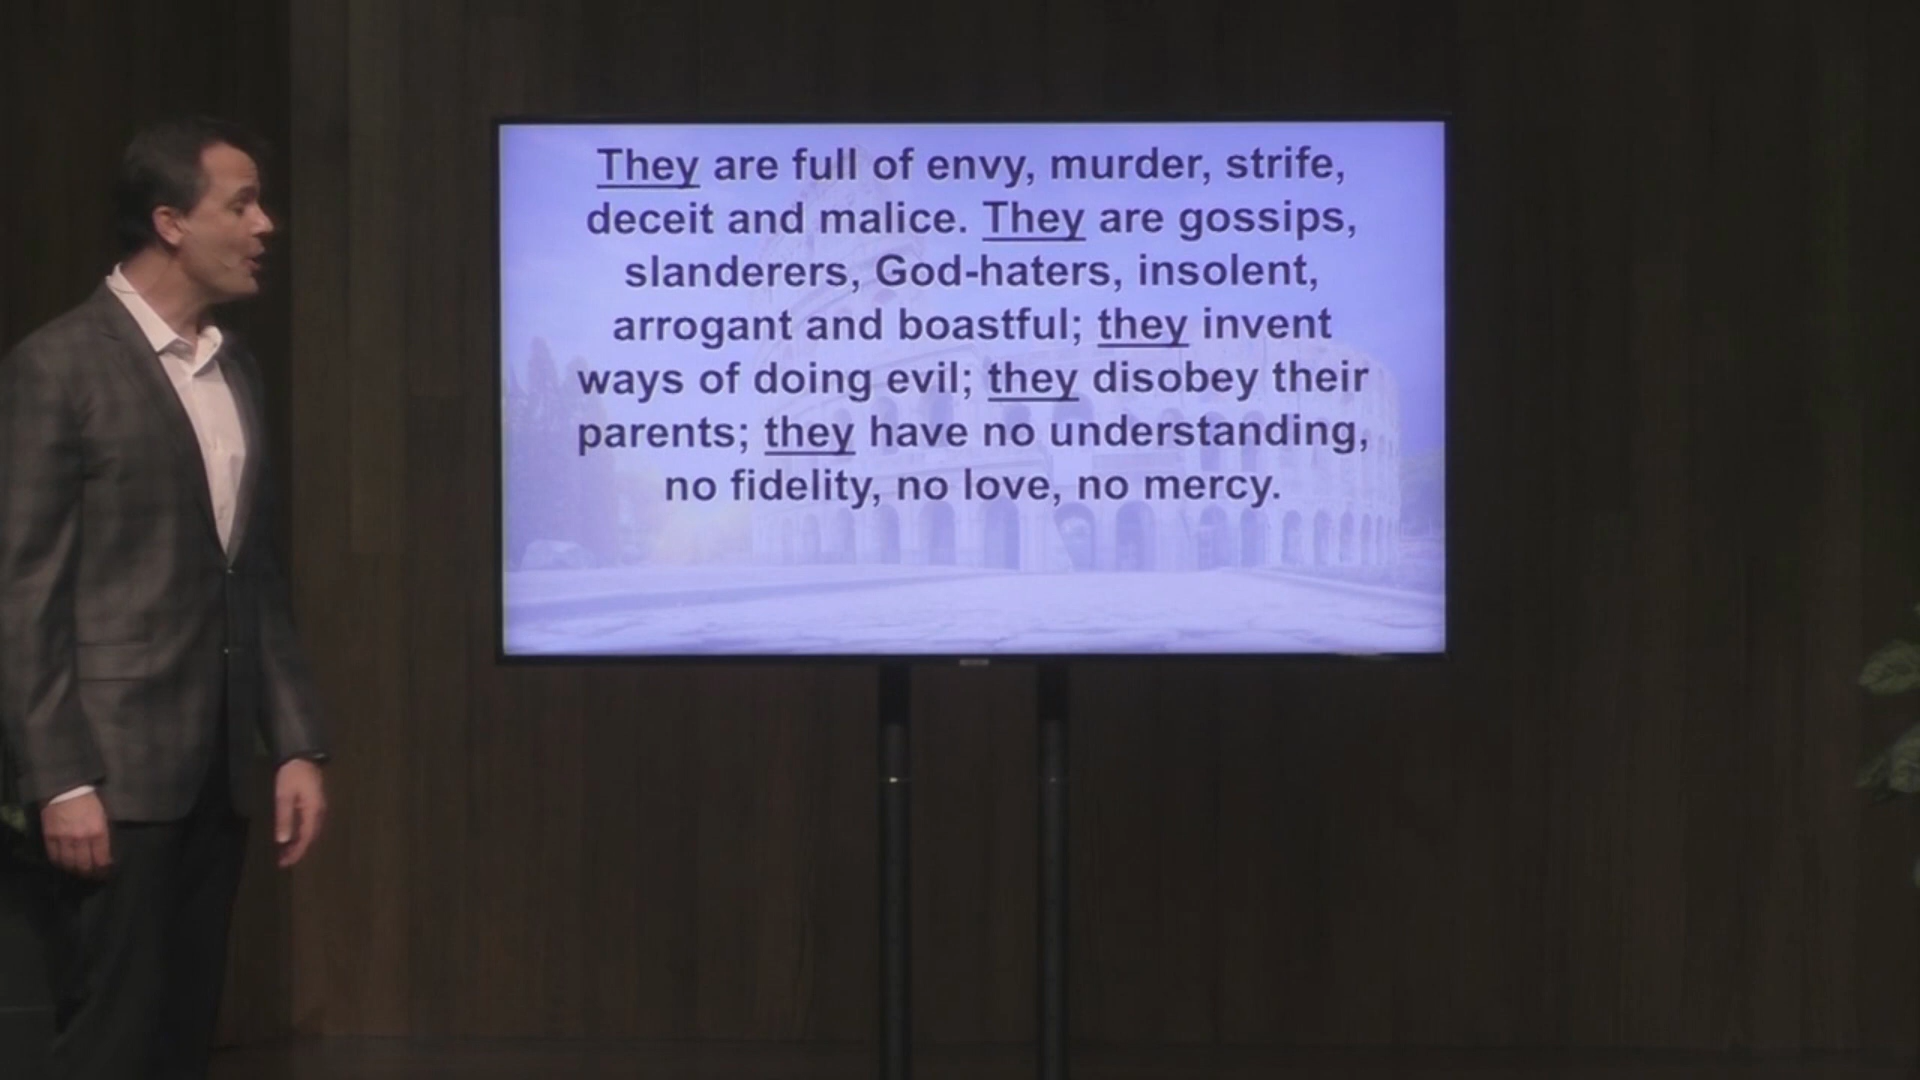 They are full of envy, murder, strife,
deceit and malice. They are gossips,
slanderers, God-haters, insolent,
arrogant and boastful; they invent
ways of doing evil; they disobey their
parents; they have no understanding,
no fidelity, no love, no mercy.